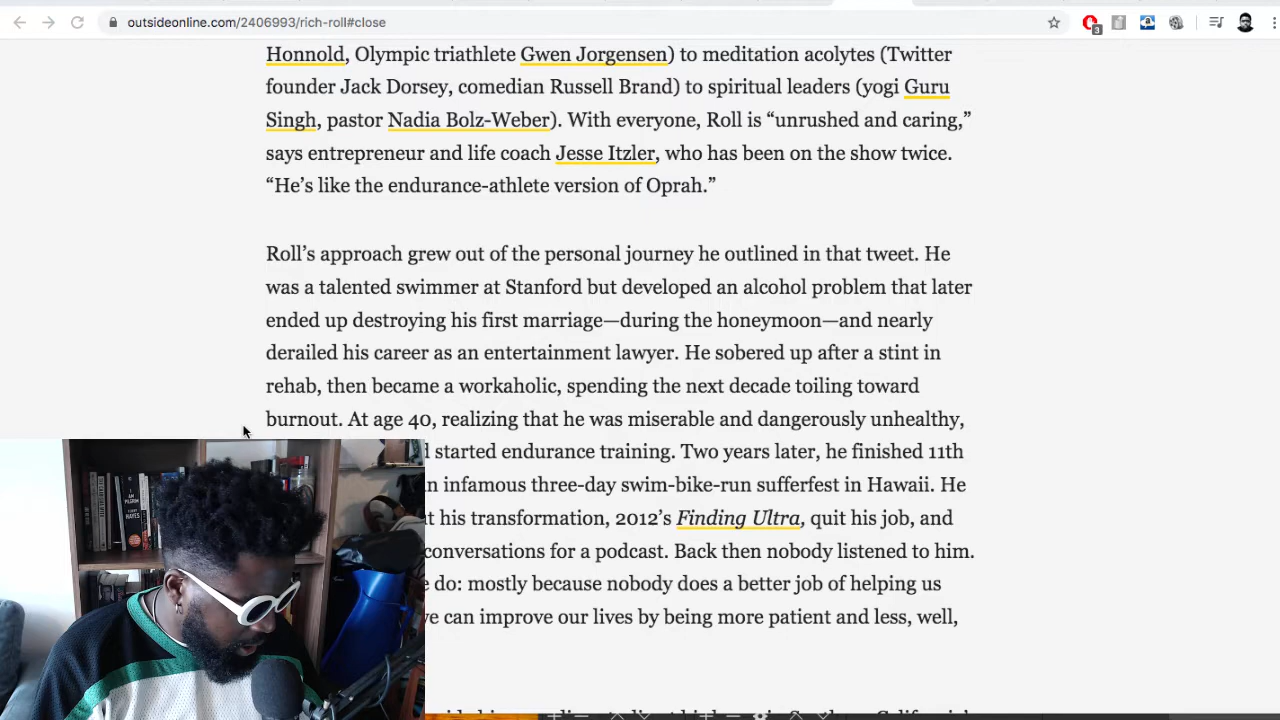 outsideonline.com/2406993/rich-roll#close
3
Honnold, Olympic triathlete Gwen Jorgensen) to meditation acolytes (Twitter
founder Jack Dorsey, comedian Russell Brand) to spiritual leaders (yogi Guru
Singh, pastor Nadia Bolz-Weber). With everyone, Roll is “unrushed and caring,”
says entrepreneur and life coach Jesse Itzler, who has been on the show twice.
“He’s like the endurance-athlete version of Oprah.”
Roll’s approach grew out of the personal journey he outlined in that tweet. He
was a talented swimmer at Stanford but developed an alcohol problem that later
ended up destroying his first marriage—during the honeymoon—and nearly
derailed his career as an entertainment lawyer. He sobered up after a stint in
rehab, then became a workaholic, spending the next decade toiling toward
burnout. At age 40, realizing that he was miserable and dangerously unhealthy,
started endurance training. Two years later, he finished 11th
infamous three-day swim-bike-run sufferfest in Hawaii. He
his transformation, 2012’s Finding Ultra, quit his job, and
conversations for a podcast. Back then nobody listened to him.
do: mostly because nobody does a better job of helping us
can improve our lives by being more patient and less, well,
I AM
PILGRIM
TERRY
HAYES